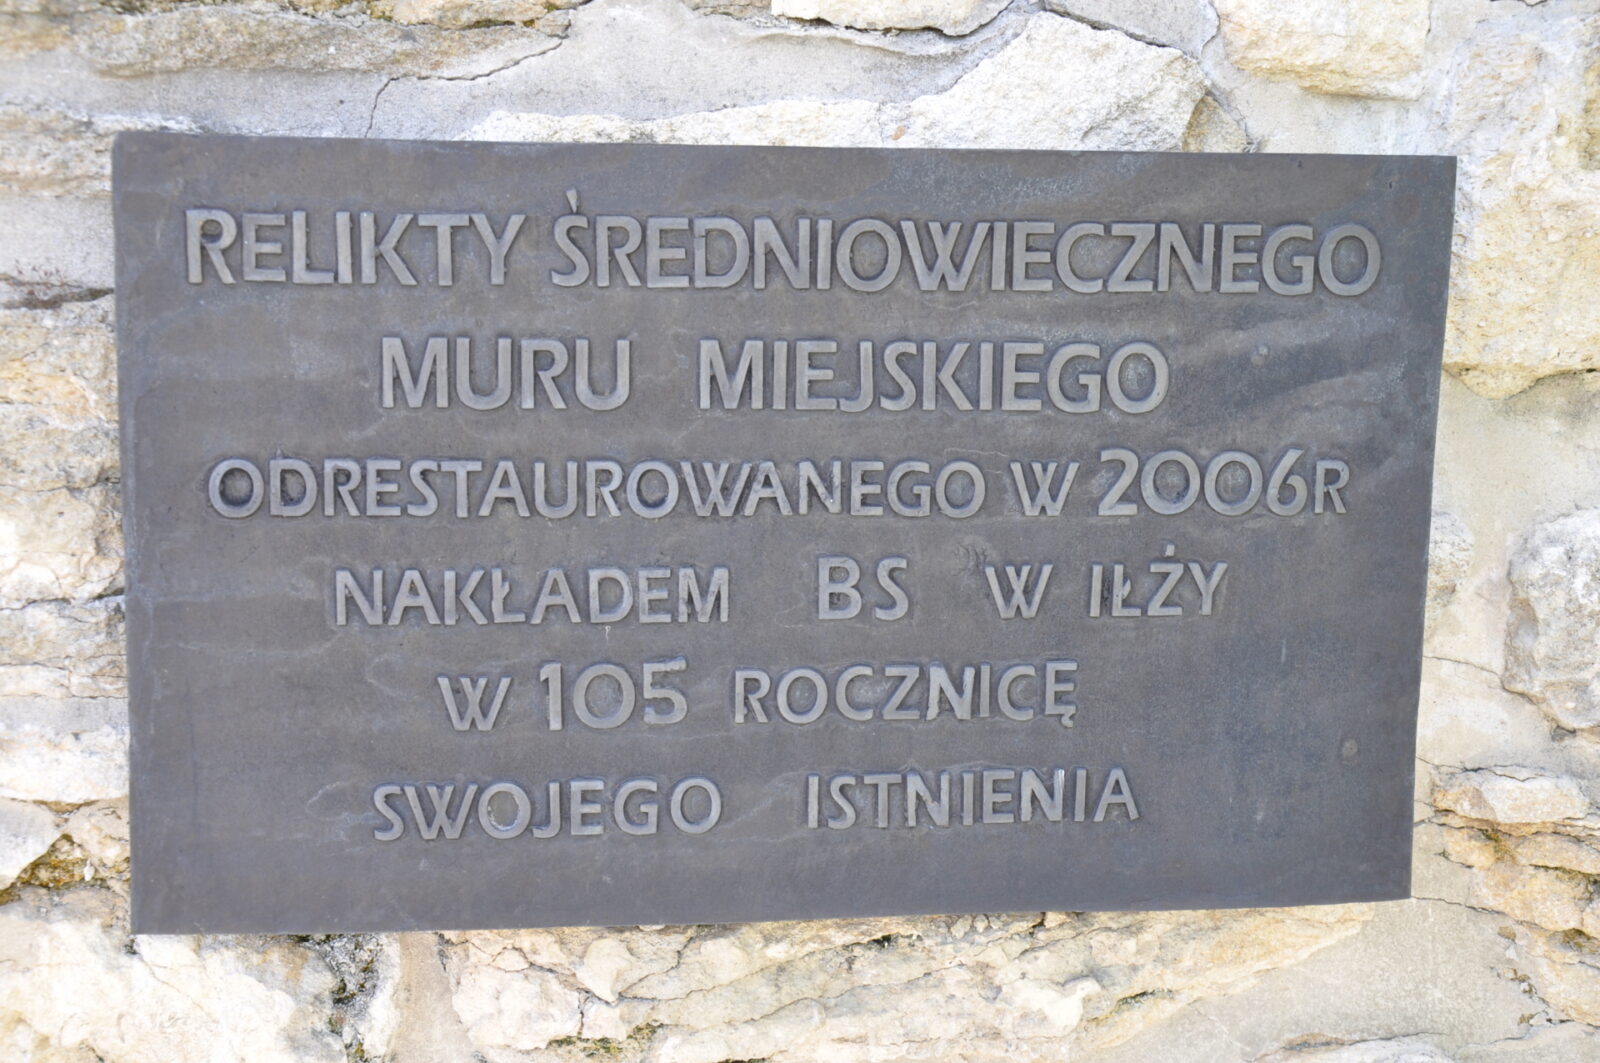 RELIKTY ŚREDNIOWIECZNEGO
MURU MIEJSKIEGO
ODRESTAUROWANEGO W 2006R
NAKŁADEM BS W IŁŻY
W 105 ROCZNICĘ
SWOJEGO ISTNIENIA